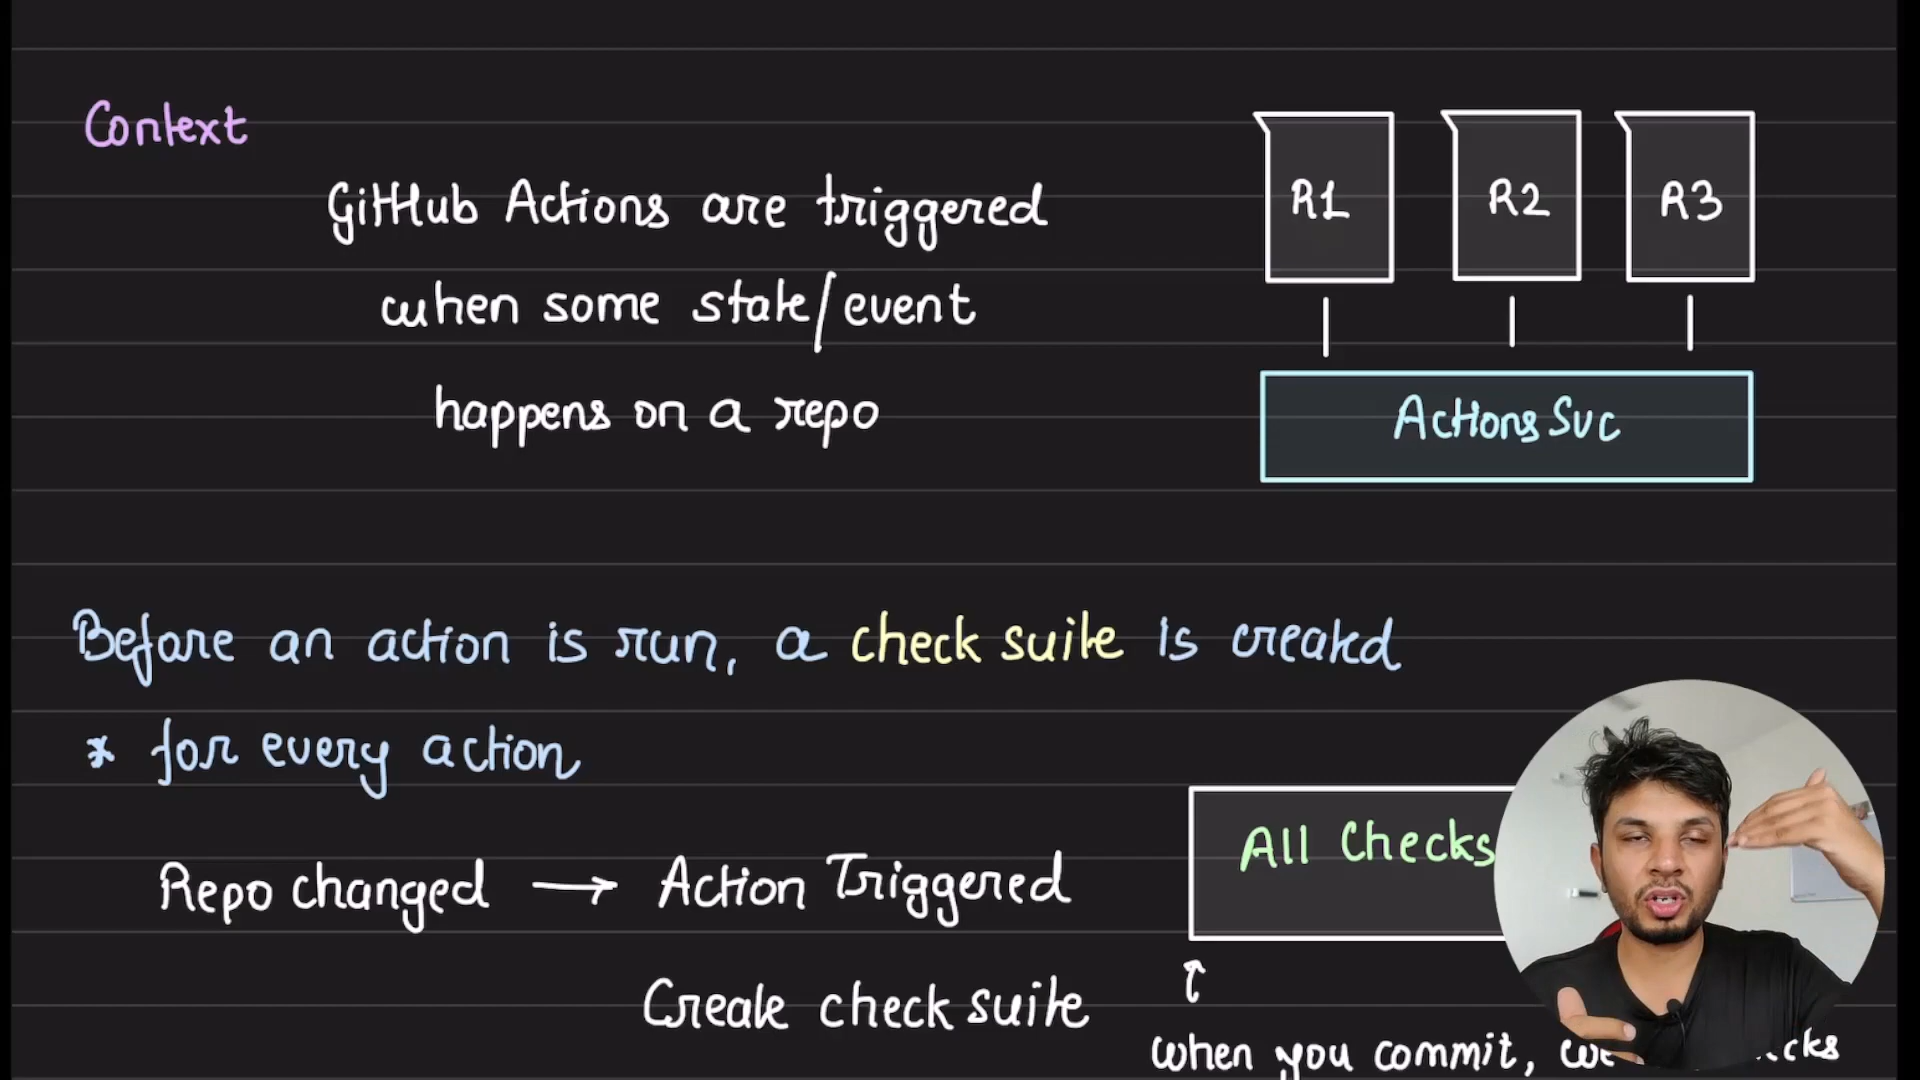 Context
GitHub Actions are triggered
when some state/event
happens on a repo
R1
R2
R3
Actions Svc
Before an action is run, a check suite is created
* for every action
Repo changed → Action Triggered
Create check suite
All Checks
when you commit, we